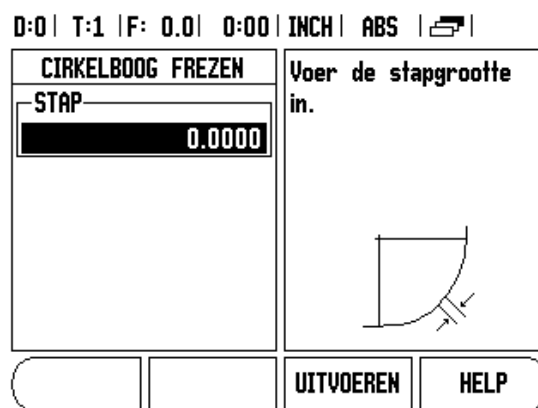 D:0 | T:1 | F: 0.0 | 0:00 | INCH | ABS |
CIRKELBOOG FREZEN
STAP
0.0000
Voer de stapgrootte
in.
UITVOEREN
HELP